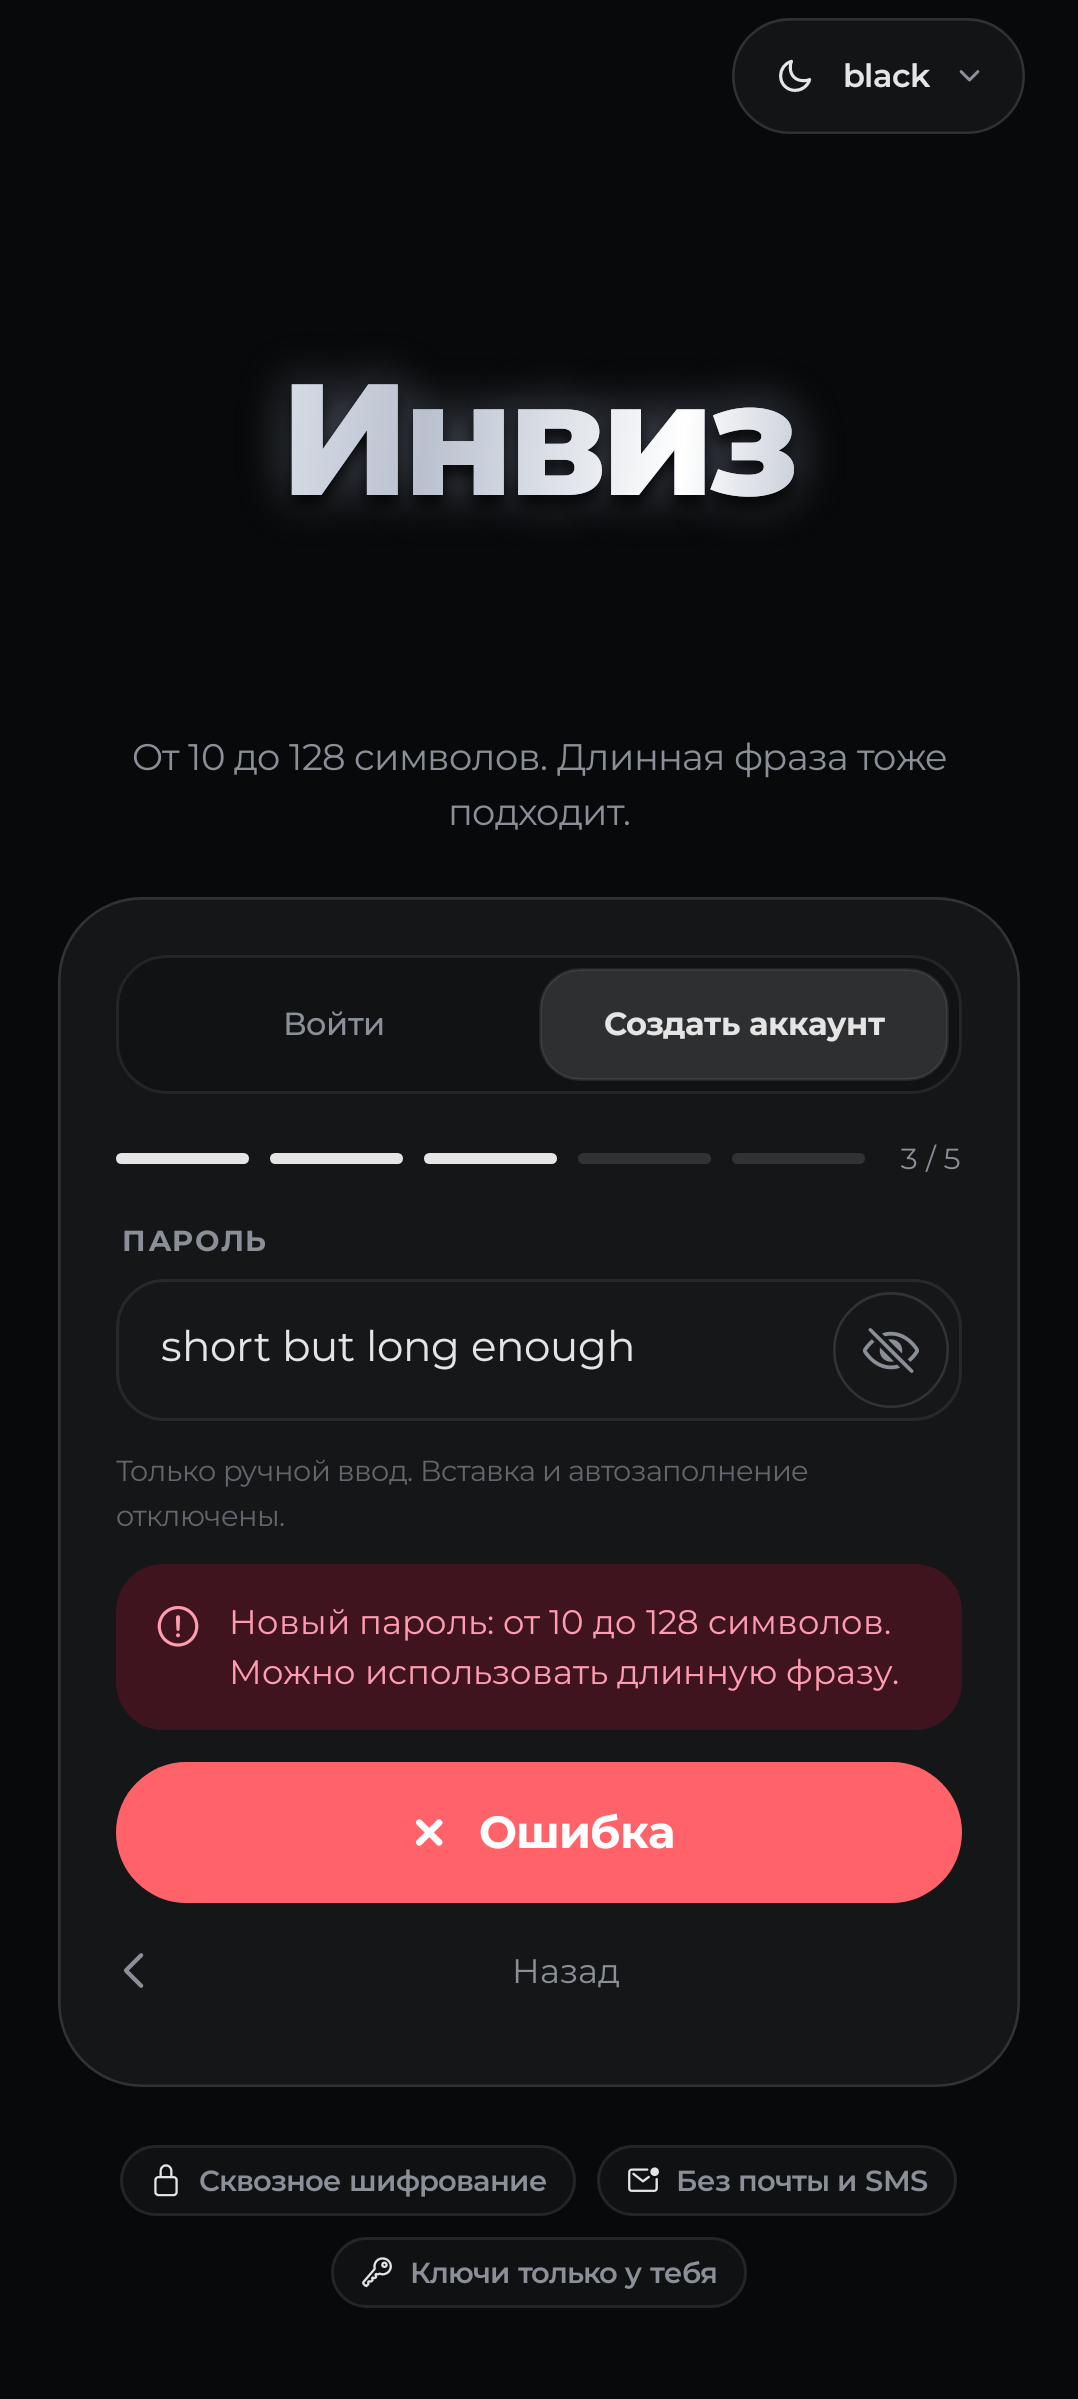 black
Инвиз
От 10 до 128 символов. Длинная фраза тоже
подходит.
Войти
Создать аккаунт
3 / 5
ПАРОЛЬ
short but long enough
Только ручной ввод. Вставка и автозаполнение
отключены.
Новый пароль: от 10 до 128 символов.
Можно использовать длинную фразу.
Ошибка
Назад
Сквозное шифрование
Без почты и SMS
Ключи только у тебя